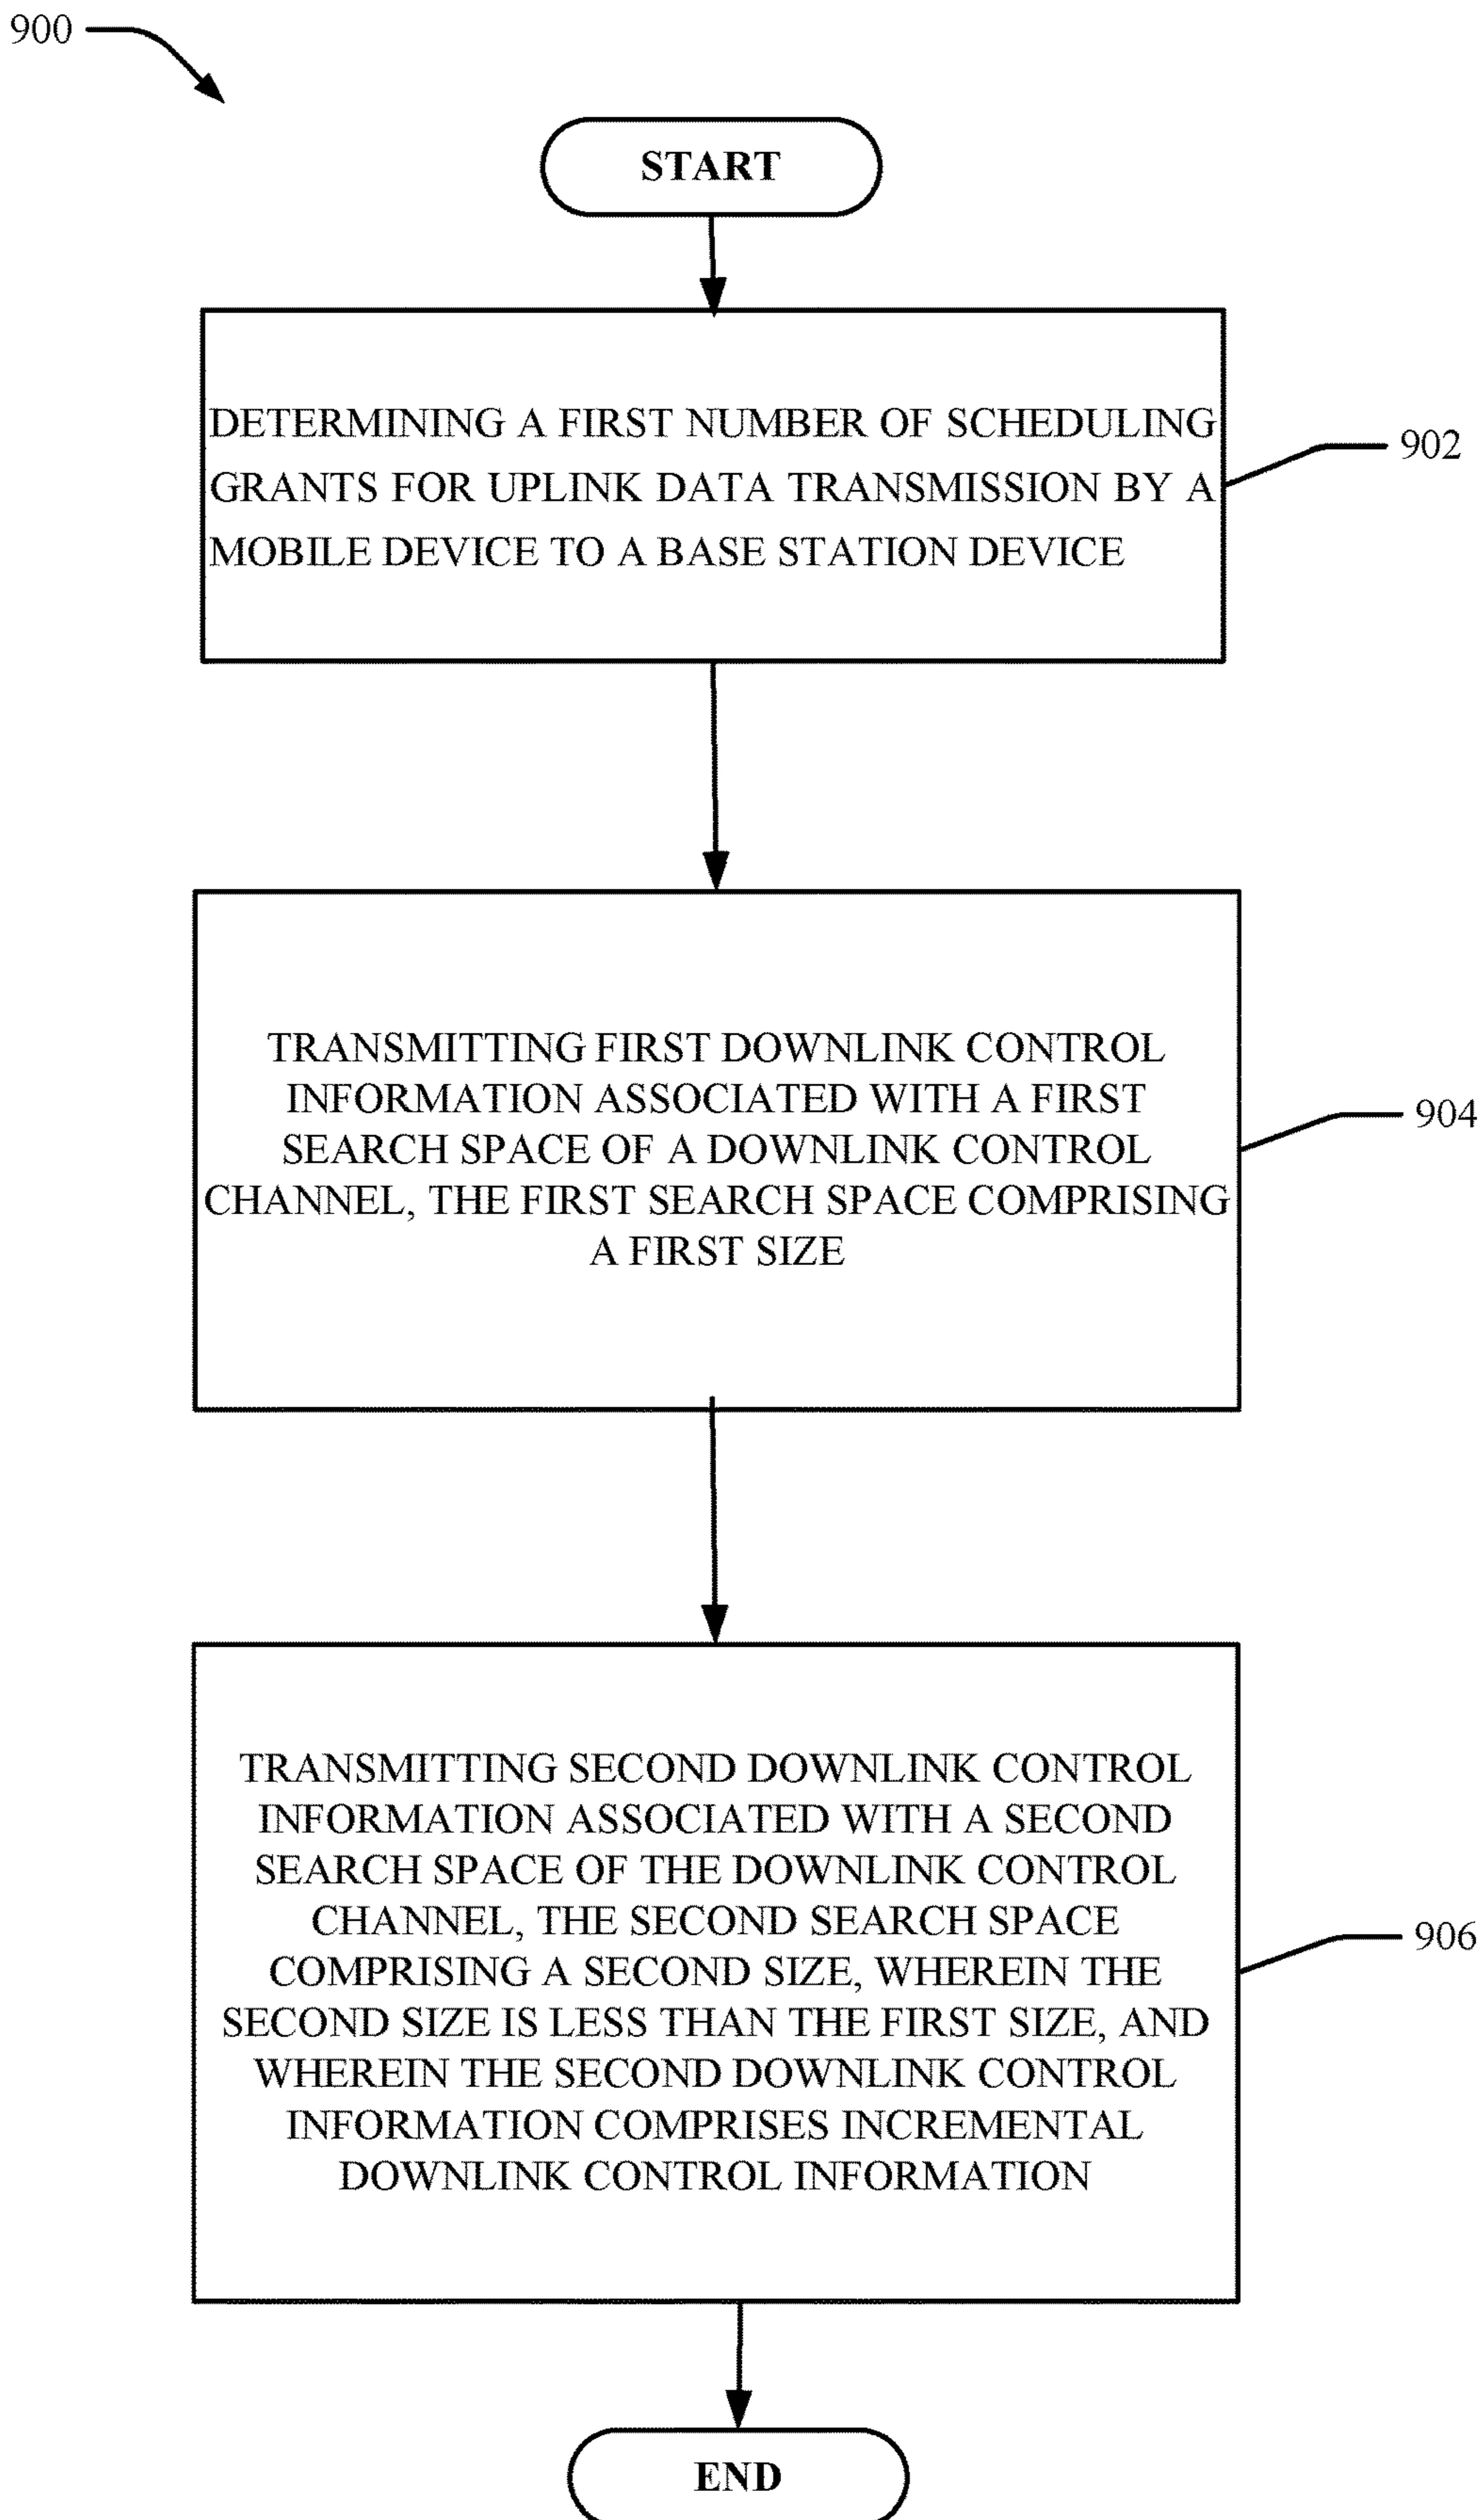 900
START
DETERMINING A FIRST NUMBER OF SCHEDULING
GRANTS FOR UPLINK DATA TRANSMISSION BY A
MOBILE DEVICE TO A BASE STATION DEVICE
902
TRANSMITTING FIRST DOWNLINK CONTROL
INFORMATION ASSOCIATED WITH A FIRST
SEARCH SPACE OF A DOWNLINK CONTROL
CHANNEL, THE FIRST SEARCH SPACE COMPRISING
A FIRST SIZE
904
TRANSMITTING SECOND DOWNLINK CONTROL
INFORMATION ASSOCIATED WITH A SECOND
SEARCH SPACE OF THE DOWNLINK CONTROL
CHANNEL, THE SECOND SEARCH SPACE
COMPRISING A SECOND SIZE, WHEREIN THE
SECOND SIZE IS LESS THAN THE FIRST SIZE, AND
WHEREIN THE SECOND DOWNLINK CONTROL
INFORMATION COMPRISES INCREMENTAL
DOWNLINK CONTROL INFORMATION
906
END